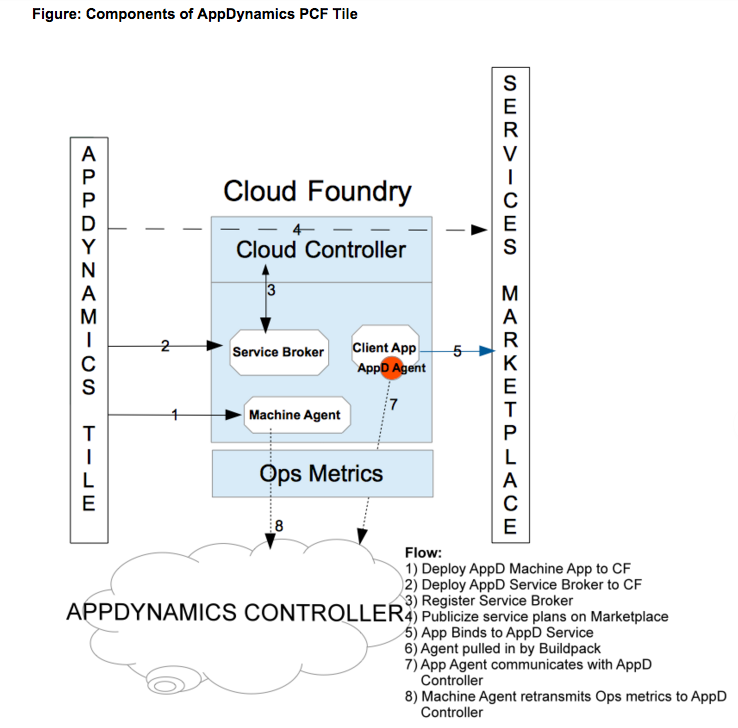 Figure: Components of AppDynamics PCF Tile
SERVICES MARKETPLACE
APPDYNAMICS TILE
Cloud Foundry
4
Cloud Controller
3
2
Service Broker
Client App
AppD Agent
5
1
Machine Agent
7
Ops Metrics
8
APPDYNAMICS CONTROLLER
Flow:
1) Deploy AppD Machine App to CF
2) Deploy AppD Service Broker to CF
3) Register Service Broker
4) Publicize service plans on Marketplace
5) App Binds to AppD Service
6) Agent pulled in by Buildpack
7) App Agent communicates with AppD
Controller
8) Machine Agent retransmits Ops metrics to AppD
Controller